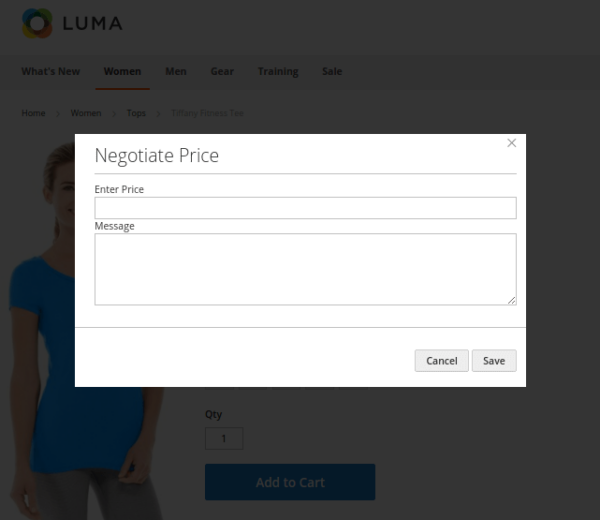 LUMA
What's New Women Men Gear Training Sale
Home > Women > Tops > Tiffany Fitness Tee
Negotiate Price
Enter Price
Message
Cancel Save
Qty
1
Add to Cart